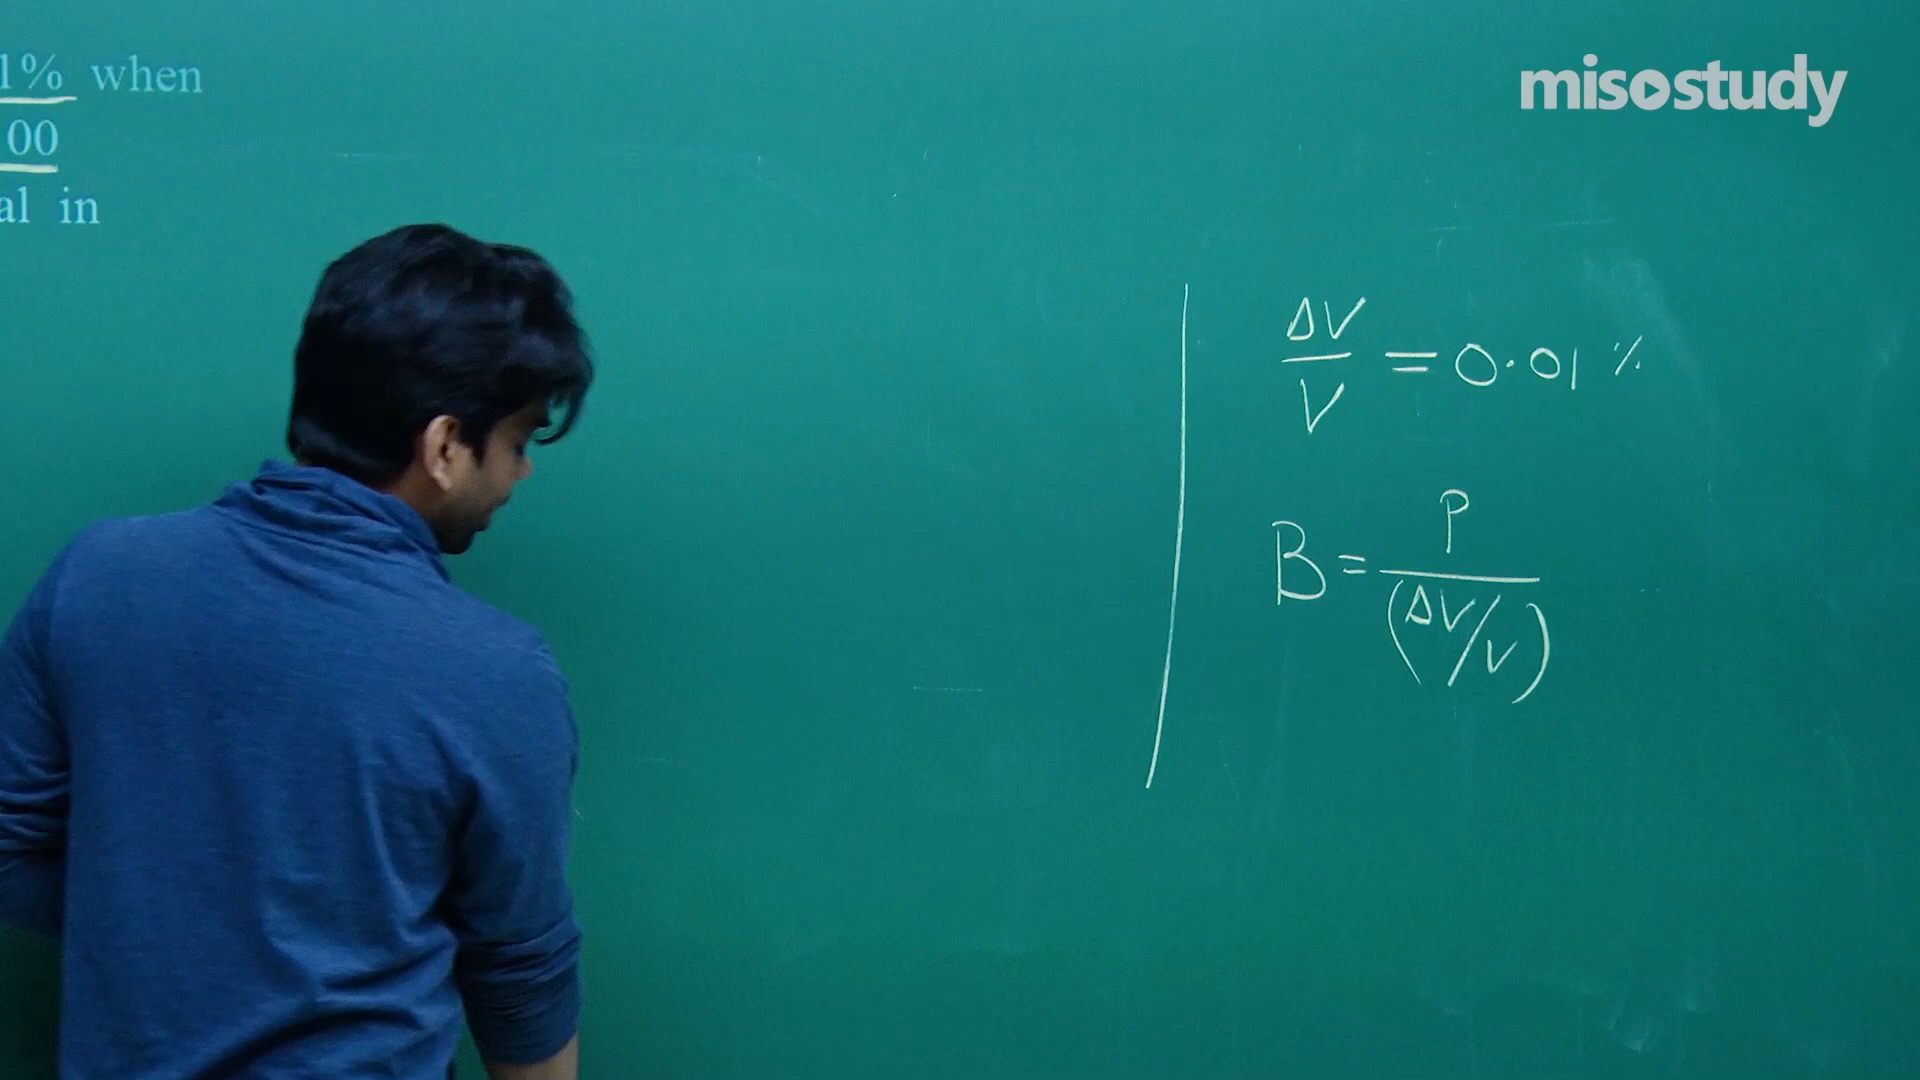 1% when
00
al in
misostudy
ΔV/V = 0.01 %
B = P/(ΔV/V)